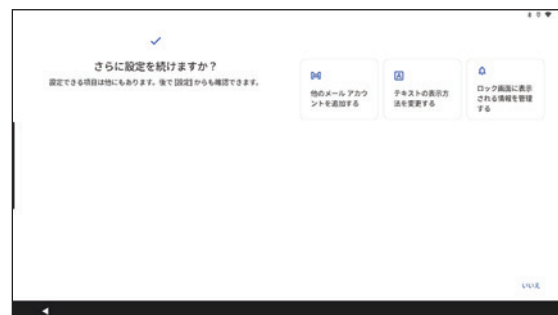 さらに設定を続けますか？
設定できる項目は他にもあります。後で [設定] からも確認できます。
他のメール アカウ
ントを追加する
テキストの表示方
法を変更する
ロック画面に表示
される情報を管理
する
いいえ